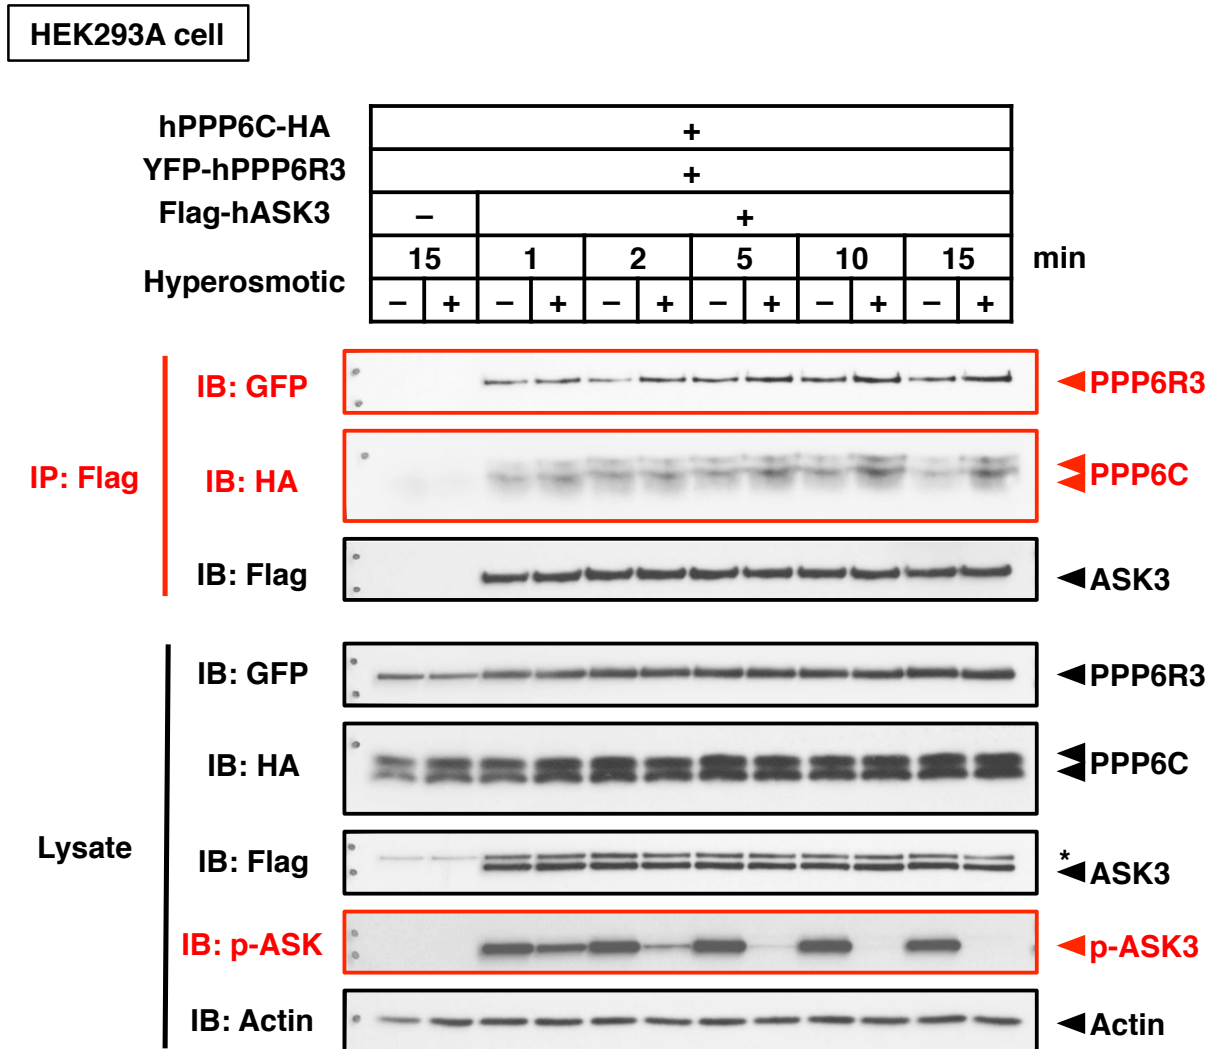 HEK293A cell
hPPP6C-HA +
YFP-hPPP6R3 +
Flag-hASK3 – +
Hyperosmotic 15 1 2 5 10 15 min
– + – + – + – + – + – +
IP: Flag
IB: GFP PPP6R3
IB: HA PPP6C
IB: Flag ASK3
Lysate
IB: GFP PPP6R3
IB: HA PPP6C
IB: Flag * ASK3
IB: p-ASK p-ASK3
IB: Actin Actin